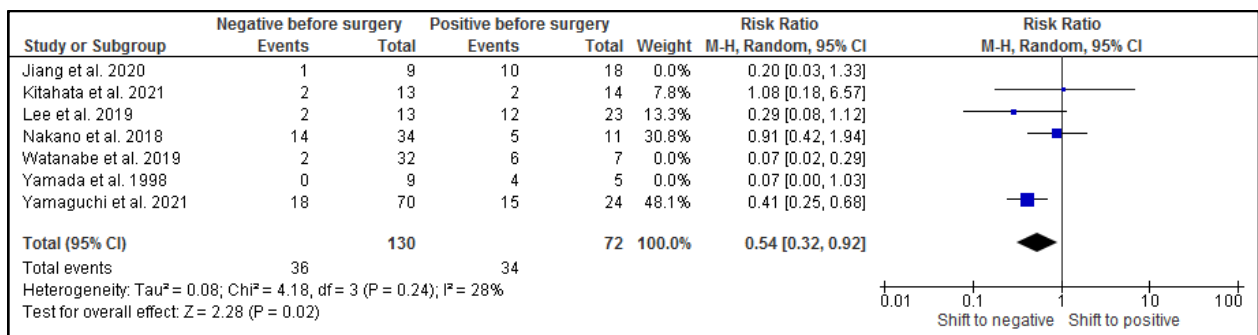 Negative before surgery Positive before surgery Risk Ratio Risk Ratio
Study or Subgroup Events Total Events Total Weight M-H, Random, 95% CI M-H, Random, 95% CI
Jiang et al. 2020 1 9 10 18 0.0% 0.20 [0.03, 1.33]
Kitahata et al. 2021 2 13 2 14 7.8% 1.08 [0.18, 6.57]
Lee et al. 2019 2 13 12 23 13.3% 0.29 [0.08, 1.12]
Nakano et al. 2018 14 34 5 11 30.8% 0.91 [0.42, 1.94]
Watanabe et al. 2019 2 32 6 7 0.0% 0.07 [0.02, 0.29]
Yamada et al. 1998 0 9 4 5 0.0% 0.07 [0.00, 1.03]
Yamaguchi et al. 2021 18 70 15 24 48.1% 0.41 [0.25, 0.68]
Total (95% CI) 130 72 100.0% 0.54 [0.32, 0.92]
Total events 36 34
Heterogeneity: Tau² = 0.08; Chi² = 4.18, df = 3 (P = 0.24); I² = 28%
Test for overall effect: Z = 2.28 (P = 0.02)
0.01 0.1 1 10 100
Shift to negative Shift to positive